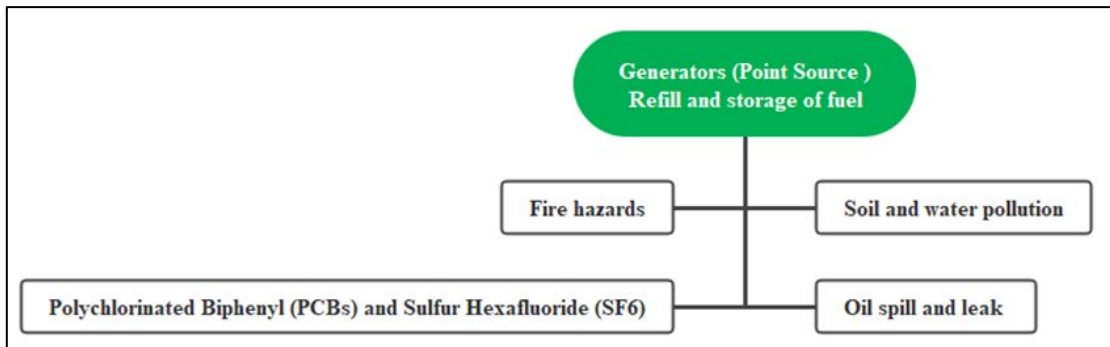 Generators (Point Source )
Refill and storage of fuel
Fire hazards
Soil and water pollution
Polychlorinated Biphenyl (PCBs) and Sulfur Hexafluoride (SF6)
Oil spill and leak